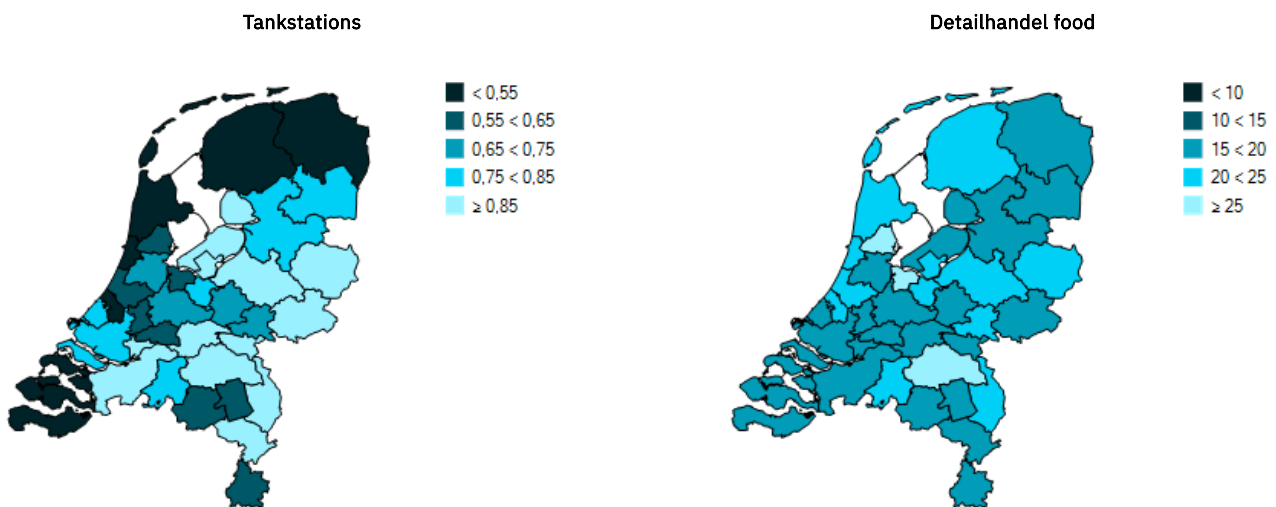 Tankstations
< 0,55
0,55 < 0,65
0,65 < 0,75
0,75 < 0,85
≥ 0,85
Detailhandel food
< 10
10 < 15
15 < 20
20 < 25
≥ 25